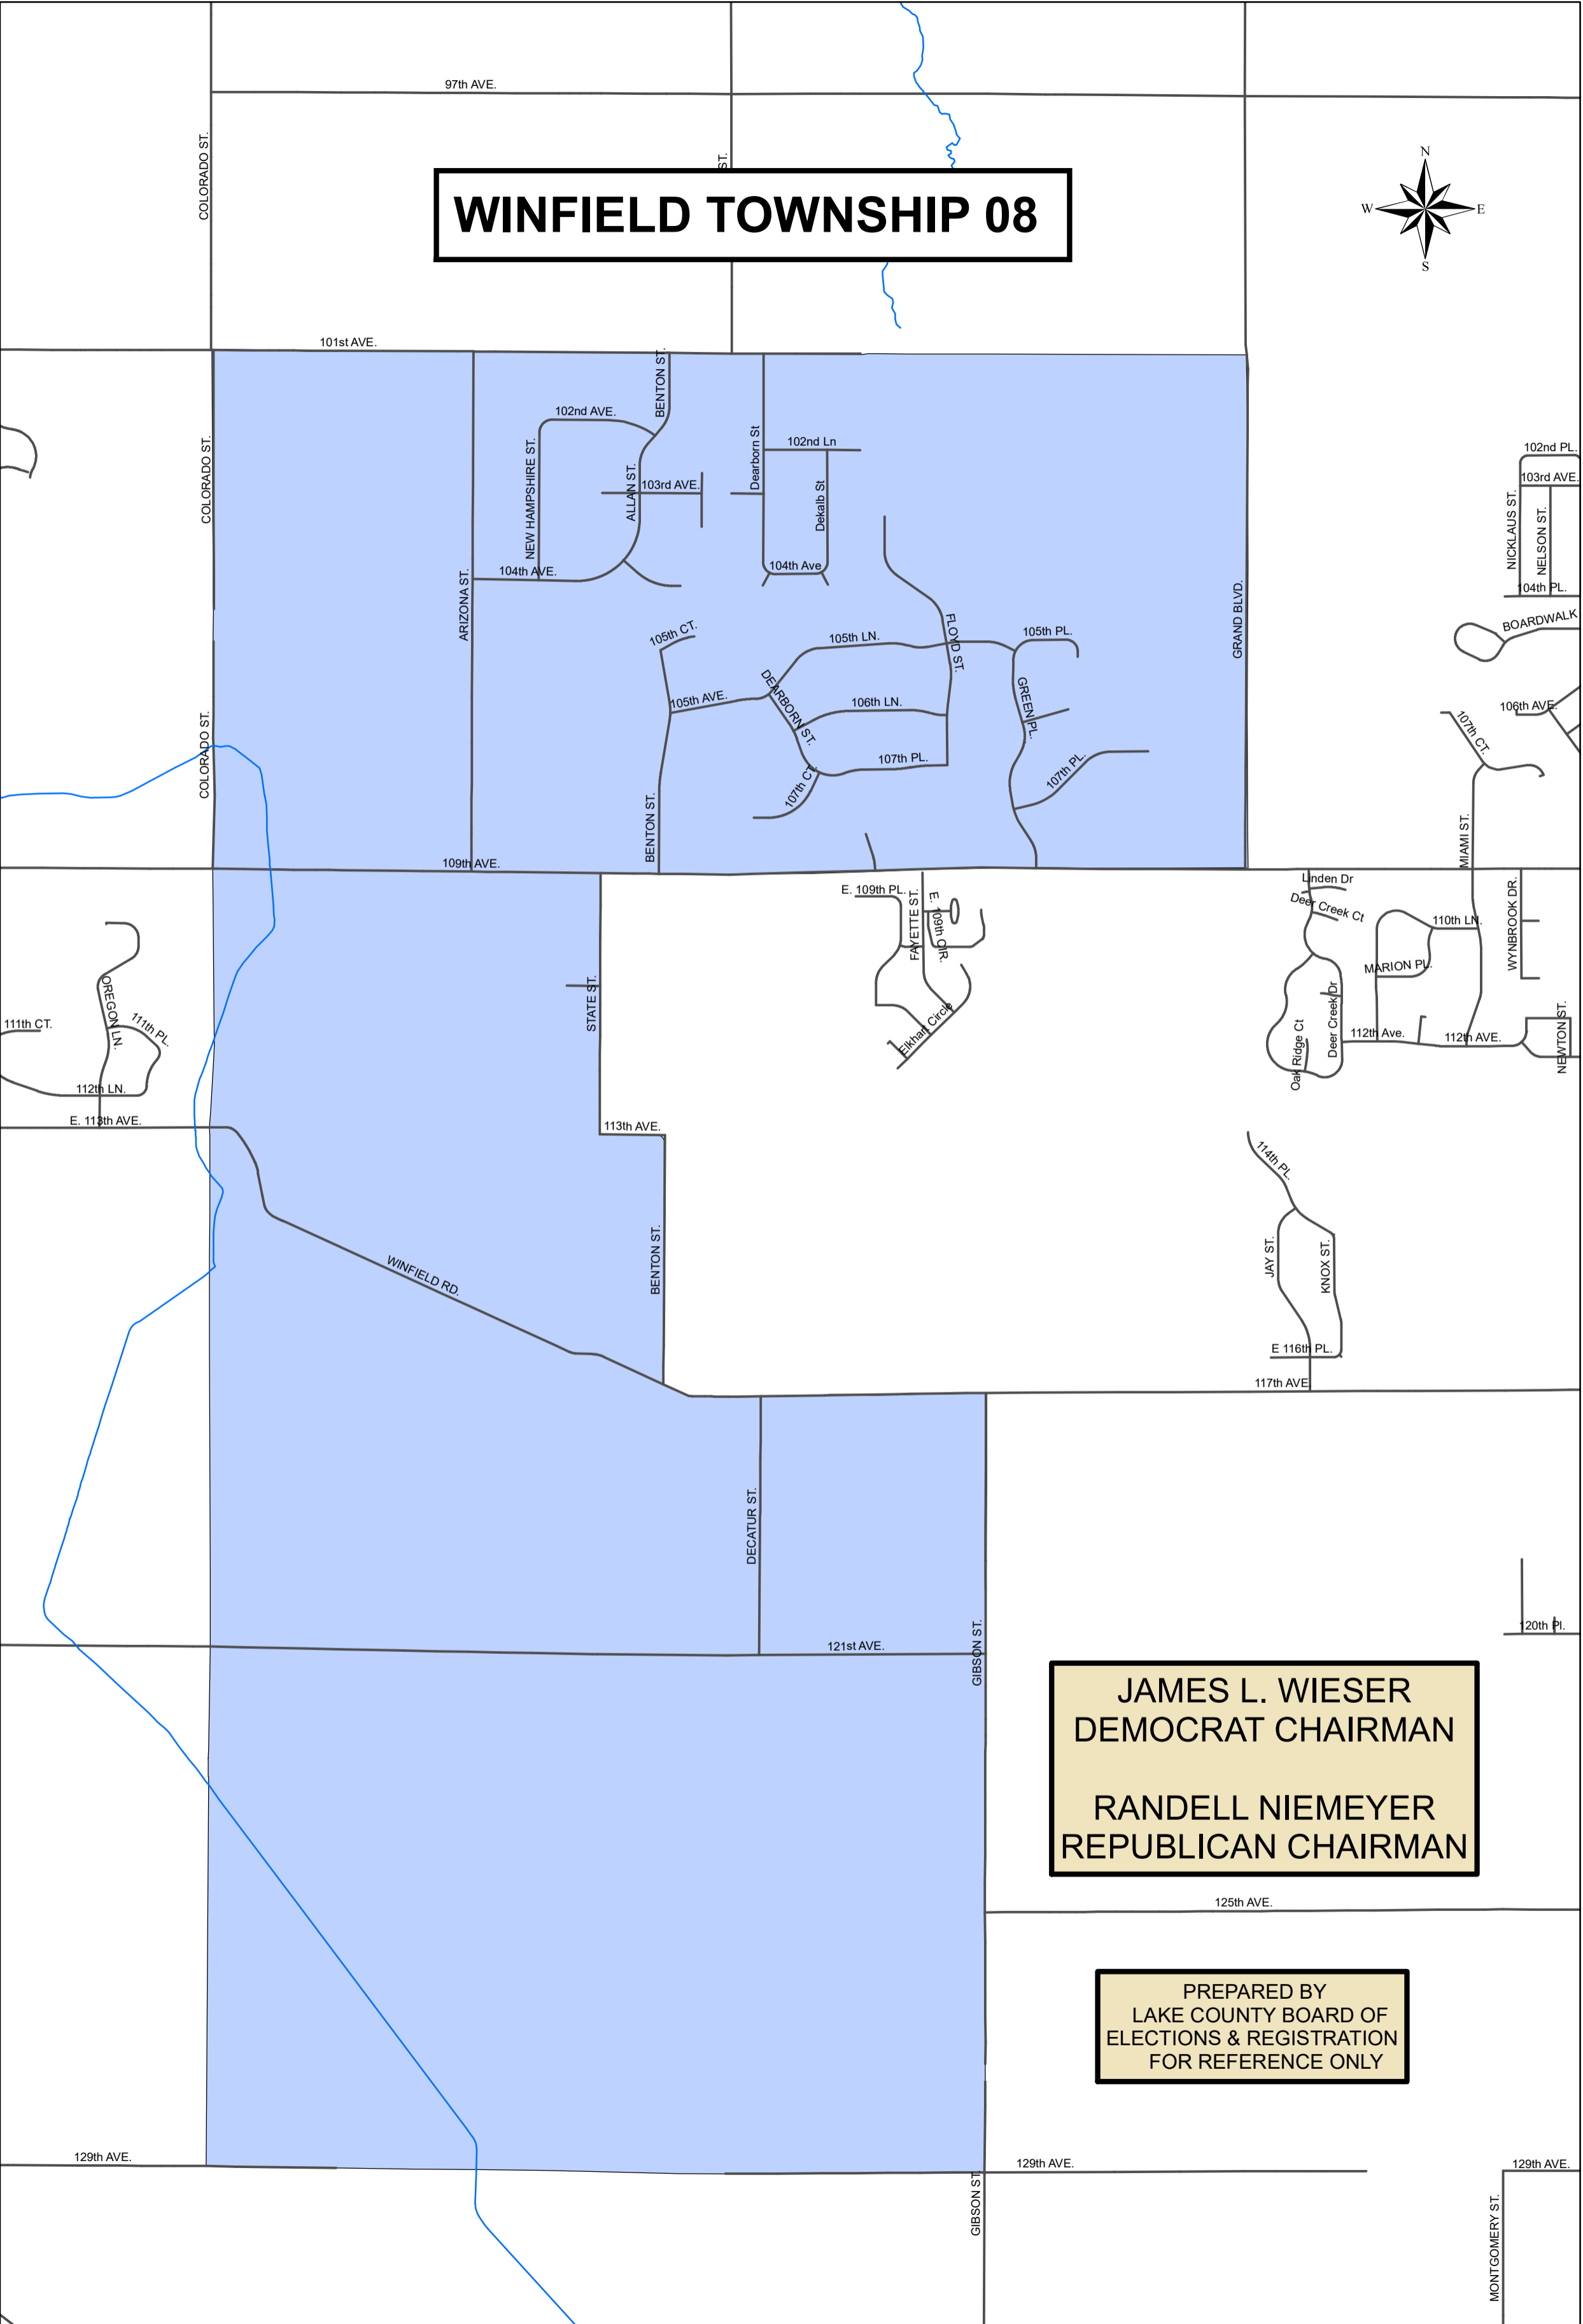 97th AVE.
COLORADO ST.
ST.
WINFIELD TOWNSHIP 08
N
W
E
S
101st AVE.
BENTON ST.
102nd AVE.
NEW HAMPSHIRE ST.
ALLAN ST.
103rd AVE.
Dearborn St
102nd Ln
Dekalb St
104th Ave
104th AVE.
COLORADO ST.
ARIZONA ST.
GRAND BLVD.
102nd PL.
103rd AVE.
NICKLAUS ST.
NELSON ST.
104th PL.
BOARDWALK
105th CT.
105th LN.
FLOYD ST.
105th PL.
105th AVE.
DEARBORN ST.
106th LN.
GREEN PL.
106th AVE.
107th CT.
COLORADO ST.
107th PL.
107th CT.
107th PL.
BENTON ST.
MIAMI ST.
109th AVE.
E. 109th PL.
FAYETTE ST.
E. 109th CIR.
Elkhart Circle
Linden Dr
Deer Creek Ct
110th LN.
WYNBROOK DR.
MARION PL.
Deer Creek Dr
Oak Ridge Ct
112th Ave.
112th AVE.
NEWTON ST.
STATE ST.
OREGON LN.
111th CT.
111th PL.
112th LN.
E. 113th AVE.
113th AVE.
114th PL.
BENTON ST.
WINFIELD RD.
JAY ST.
KNOX ST.
E 116th PL.
117th AVE.
DECATUR ST.
121st AVE.
GIBSON ST.
120th Pl.
JAMES L. WIESER
DEMOCRAT CHAIRMAN
RANDELL NIEMEYER
REPUBLICAN CHAIRMAN
125th AVE.
PREPARED BY
LAKE COUNTY BOARD OF
ELECTIONS & REGISTRATION
FOR REFERENCE ONLY
129th AVE.
129th AVE.
129th AVE.
GIBSON ST.
MONTGOMERY ST.